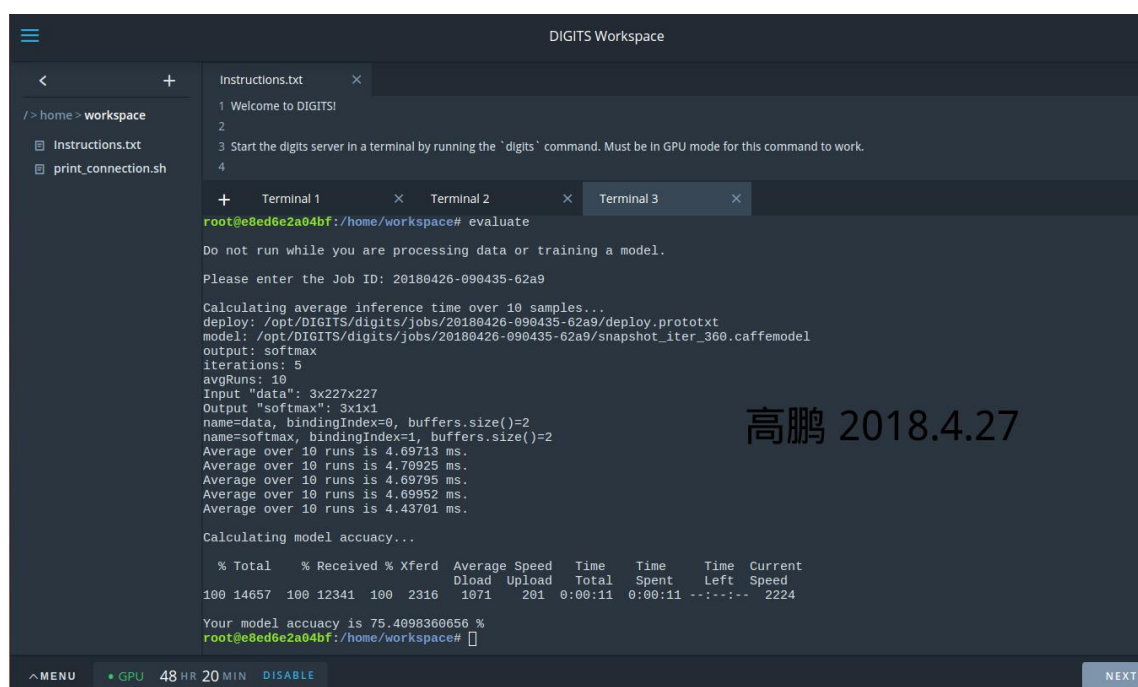 DIGITS Workspace
Instructions.txt
/ > home > workspace
Instructions.txt
print_connection.sh
1 Welcome to DIGITS!
2
3 Start the digits server in a terminal by running the `digits` command. Must be in GPU mode for this command to work.
4
Terminal 1 Terminal 2 Terminal 3
root@e8ed6e2a04bf:/home/workspace# evaluate
Do not run while you are processing data or training a model.
Please enter the Job ID: 20180426-090435-62a9
Calculating average inference time over 10 samples...
deploy: /opt/DIGITS/digits/jobs/20180426-090435-62a9/deploy.prototxt
model: /opt/DIGITS/digits/jobs/20180426-090435-62a9/snapshot_iter_360.caffemodel
output: softmax
iterations: 5
avgRuns: 10
Input "data": 3x227x227
Output "softmax": 3x1x1
name=data, bindingIndex=0, buffers.size()=2
name=softmax, bindingIndex=1, buffers.size()=2
Average over 10 runs is 4.69713 ms.
Average over 10 runs is 4.70925 ms.
Average over 10 runs is 4.69795 ms.
Average over 10 runs is 4.69952 ms.
Average over 10 runs is 4.43701 ms.
高鹏 2018.4.27
Calculating model accuacy...
% Total % Received % Xferd Average Speed Time Time Time Current
Dload Upload Total Spent Left Speed
100 14657 100 12341 100 2316 1071 201 0:00:11 0:00:11 --:--:-- 2224
Your model accuacy is 75.4098360656 %
root@e8ed6e2a04bf:/home/workspace#
MENU GPU 48 HR 20 MIN DISABLE NEXT